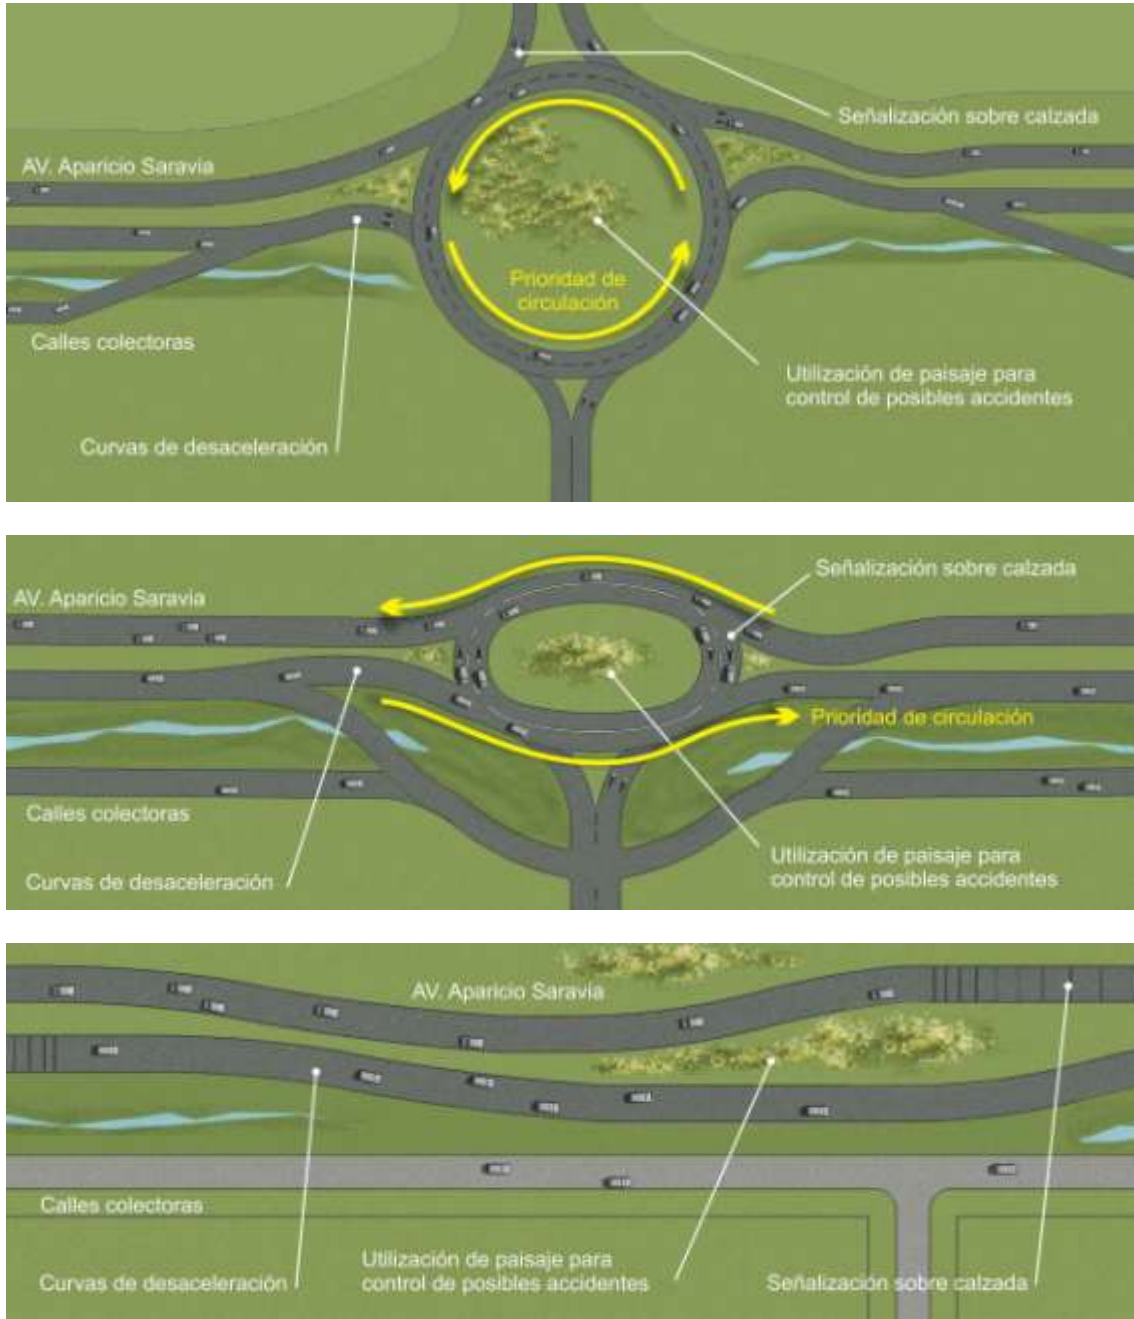 Señalización sobre calzada
AV. Aparicio Saravia
Prioridad de
circulación
Calles colectoras
Utilización de paisaje para
control de posibles accidentes
Curvas de desaceleración
Señalización sobre calzada
AV. Aparicio Saravia
Prioridad de circulación
Calles colectoras
Utilización de paisaje para
control de posibles accidentes
Curvas de desaceleración
AV. Aparicio Saravia
Calles colectoras
Utilización de paisaje para
control de posibles accidentes
Curvas de desaceleración
Señalización sobre calzada